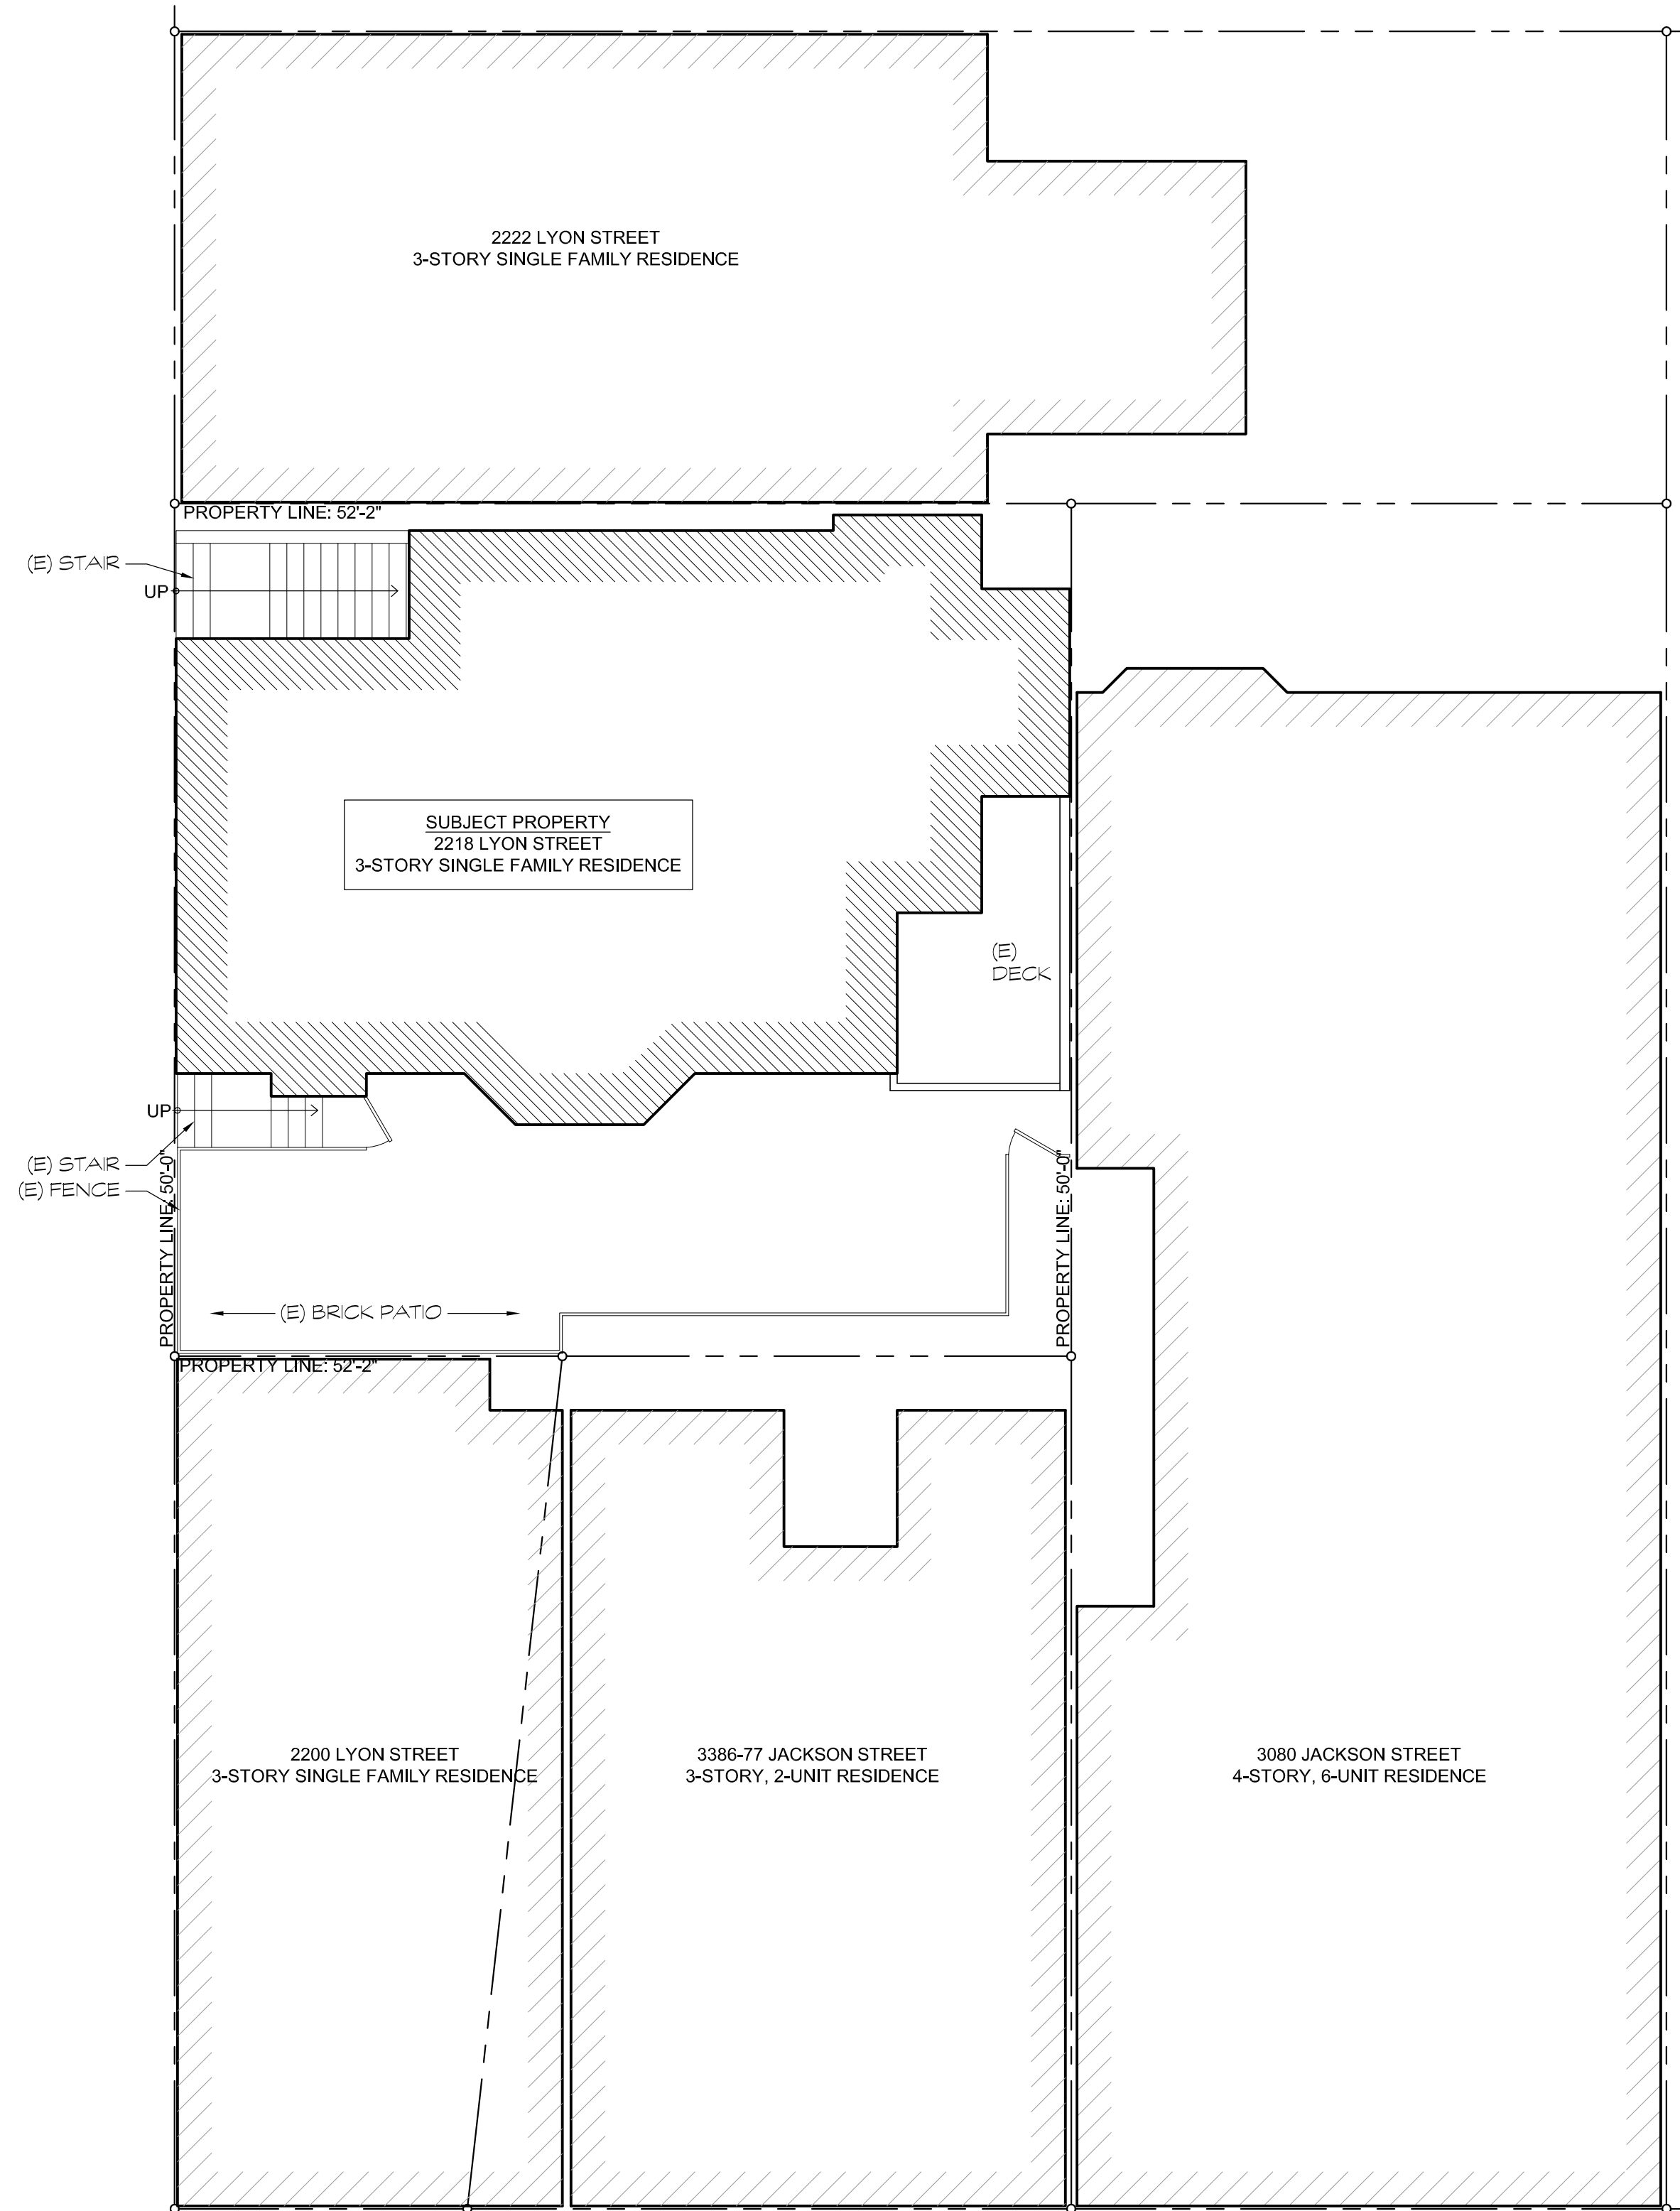 2222 LYON STREET
3-STORY SINGLE FAMILY RESIDENCE
PROPERTY LINE: 52'-2"
(E) STAIR
UP
SUBJECT PROPERTY
2218 LYON STREET
3-STORY SINGLE FAMILY RESIDENCE
(E)
DECK
UP
(E) STAIR
(E) FENCE
PROPERTY LINE: 50'-0"
PROPERTY LINE: 50'-0"
(E) BRICK PATIO
PROPERTY LINE: 52'-2"
2200 LYON STREET
3-STORY SINGLE FAMILY RESIDENCE
3386-77 JACKSON STREET
3-STORY, 2-UNIT RESIDENCE
3080 JACKSON STREET
4-STORY, 6-UNIT RESIDENCE